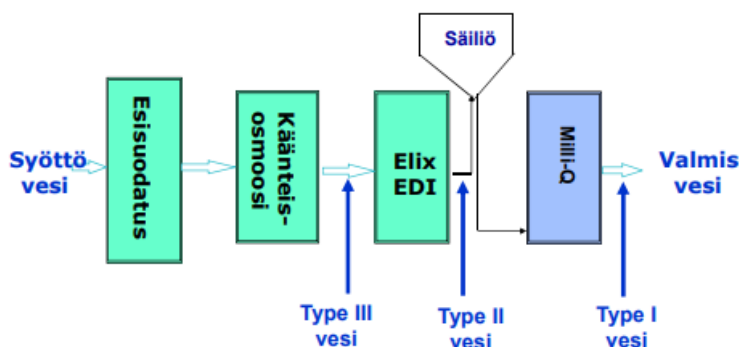 Säiliö
Syöttö
vesi
Esisuodatus
Käänteis-
osmoosi
Elix
EDI
Milli-Q
Valmis
vesi
Type III
vesi
Type II
vesi
Type I
vesi